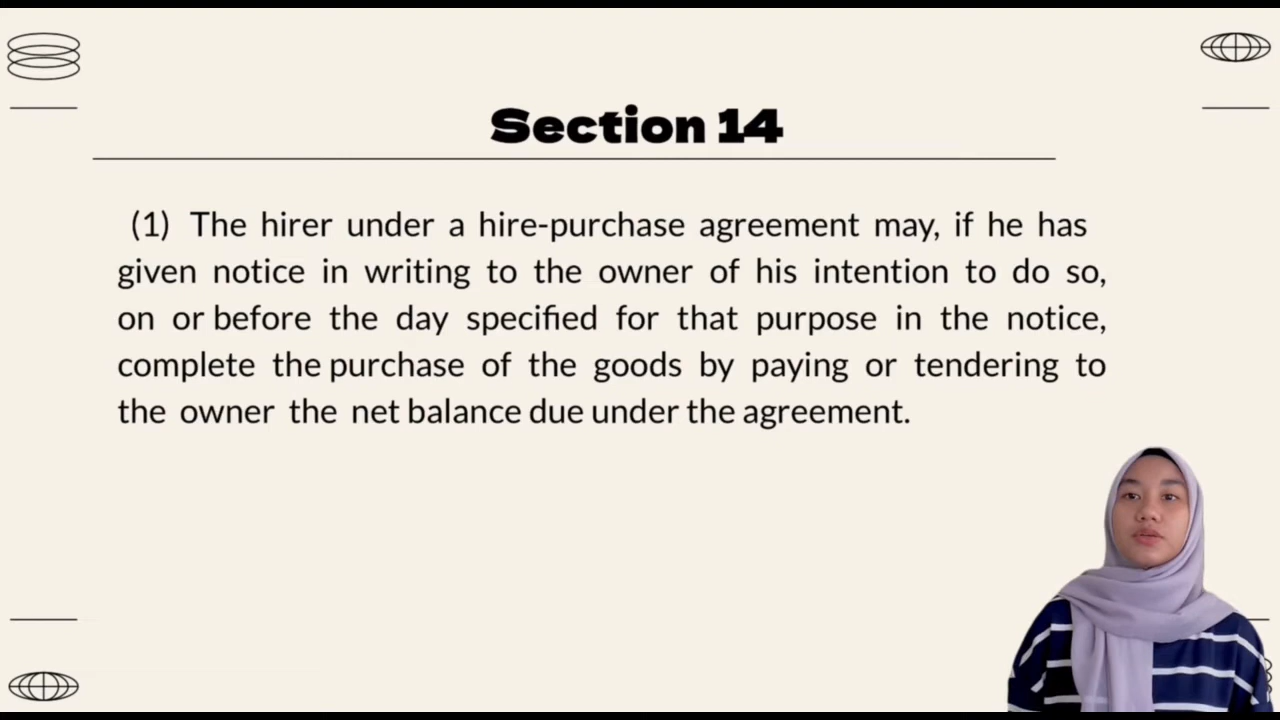 Section 14
(1) The hirer under a hire-purchase agreement may, if he has
given notice in writing to the owner of his intention to do so,
on or before the day specified for that purpose in the notice,
complete the purchase of the goods by paying or tendering to
the owner the net balance due under the agreement.